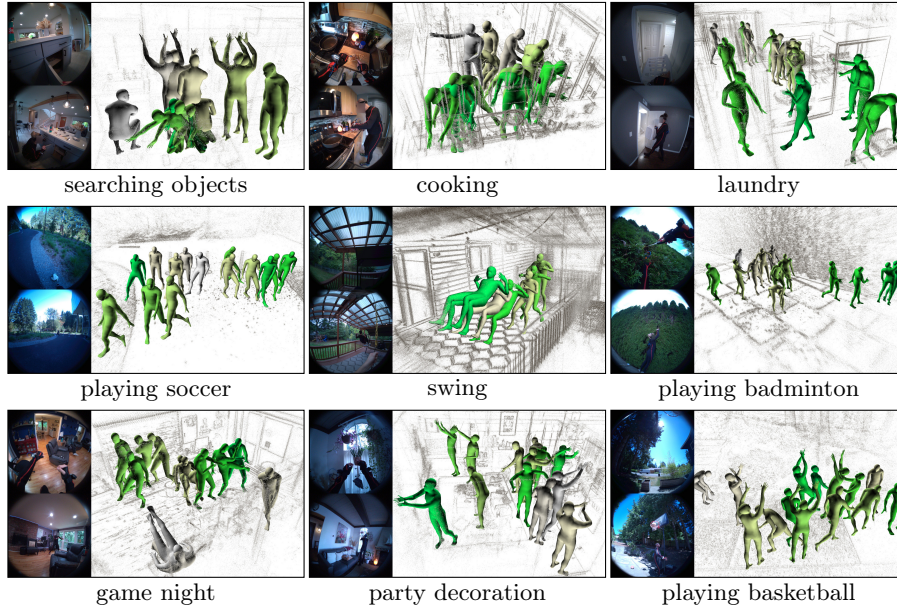 searching objects
cooking
laundry
playing soccer
swing
playing badminton
game night
party decoration
playing basketball